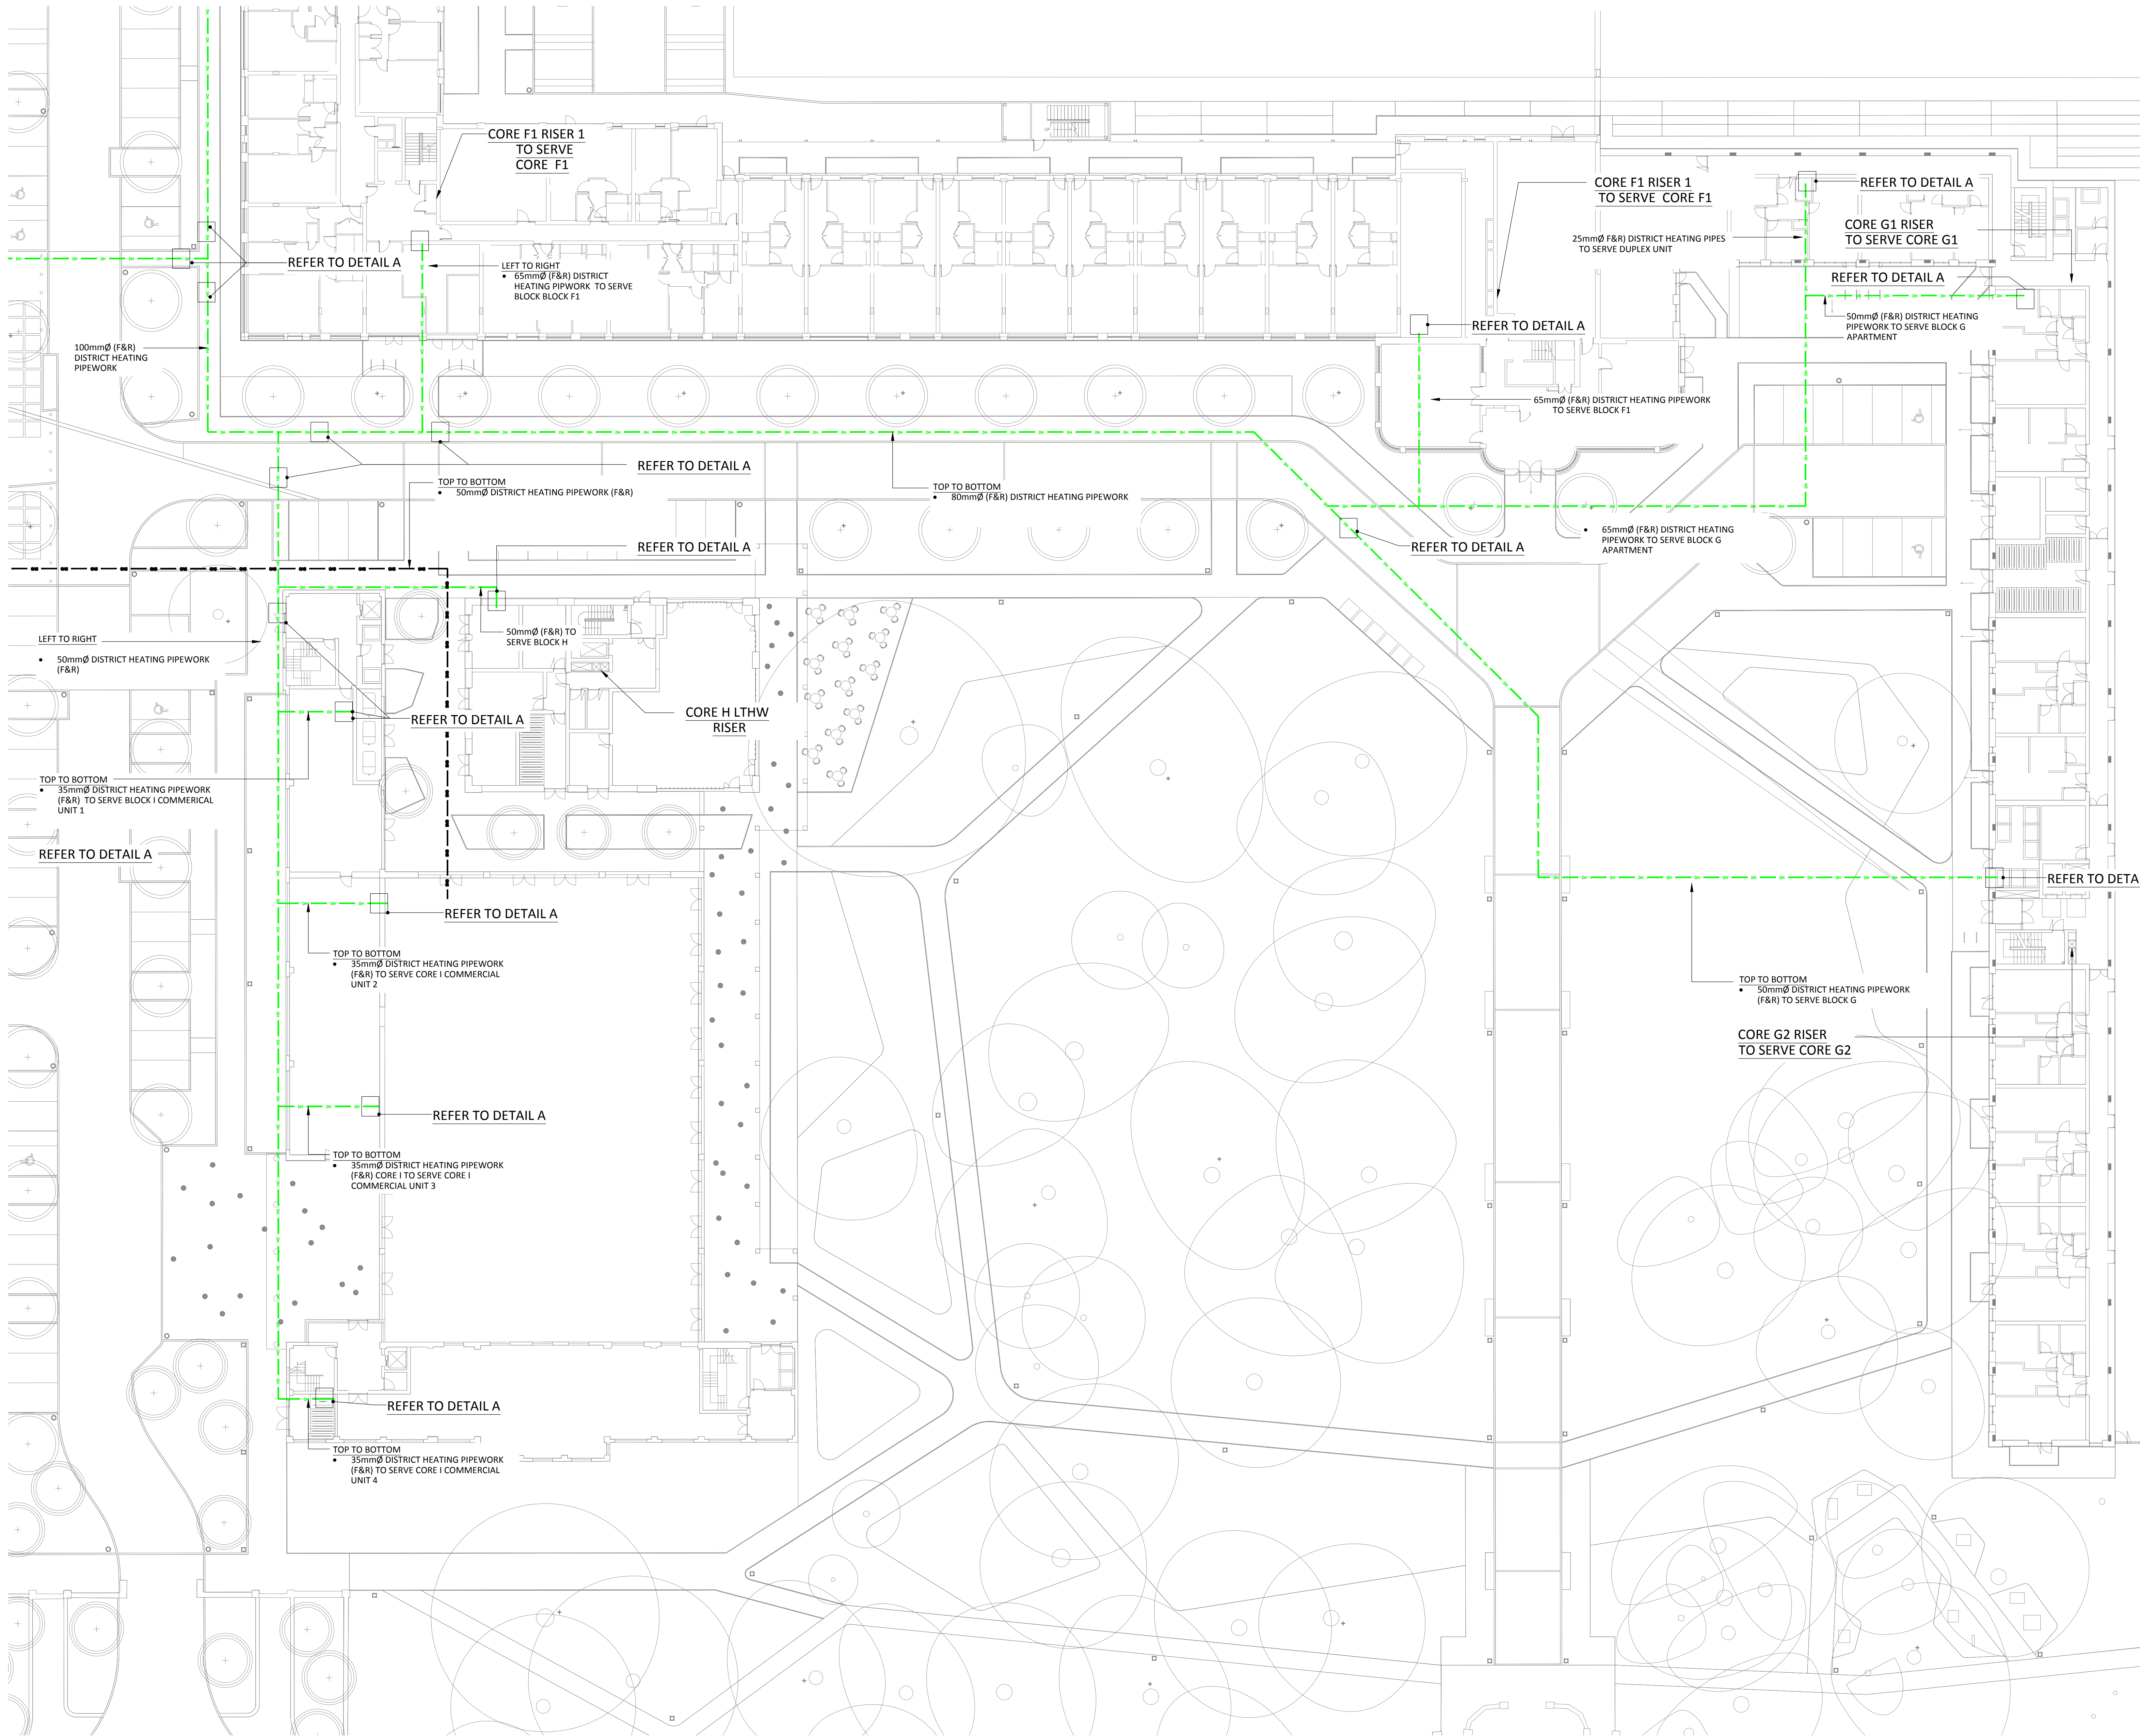 CORE F1 RISER 1
TO SERVE
CORE F1
CORE F1 RISER 1
TO SERVE CORE F1
REFER TO DETAIL A
CORE G1 RISER
TO SERVE CORE G1
25mmØ F&R) DISTRICT HEATING PIPES
TO SERVE DUPLEX UNIT
REFER TO DETAIL A
LEFT TO RIGHT
• 65mmØ (F&R) DISTRICT
HEATING PIPWORK TO SERVE
BLOCK BLOCK F1
REFER TO DETAIL A
50mmØ (F&R) DISTRICT HEATING
PIPEWORK TO SERVE BLOCK G
APARTMENT
REFER TO DETAIL A
100mmØ (F&R)
DISTRICT HEATING
PIPEWORK
65mmØ (F&R) DISTRICT HEATING PIPEWORK
TO SERVE BLOCK F1
REFER TO DETAIL A
TOP TO BOTTOM
• 50mmØ DISTRICT HEATING PIPEWORK (F&R)
TOP TO BOTTOM
• 80mmØ (F&R) DISTRICT HEATING PIPEWORK
REFER TO DETAIL A
REFER TO DETAIL A
• 65mmØ (F&R) DISTRICT HEATING
PIPEWORK TO SERVE BLOCK G
APARTMENT
LEFT TO RIGHT
• 50mmØ DISTRICT HEATING PIPEWORK
(F&R)
50mmØ (F&R) TO
SERVE BLOCK H
REFER TO DETAIL A
CORE H LTHW
RISER
TOP TO BOTTOM
• 35mmØ DISTRICT HEATING PIPEWORK
(F&R) TO SERVE BLOCK I COMMERICAL
UNIT 1
REFER TO DETAIL A
REFER TO DETA
REFER TO DETAIL A
TOP TO BOTTOM
• 35mmØ DISTRICT HEATING PIPEWORK
(F&R) TO SERVE CORE I COMMERCIAL
UNIT 2
TOP TO BOTTOM
• 50mmØ DISTRICT HEATING PIPEWORK
(F&R) TO SERVE BLOCK G
CORE G2 RISER
TO SERVE CORE G2
REFER TO DETAIL A
TOP TO BOTTOM
• 35mmØ DISTRICT HEATING PIPEWORK
(F&R) CORE I TO SERVE CORE I
COMMERCIAL UNIT 3
REFER TO DETAIL A
TOP TO BOTTOM
• 35mmØ DISTRICT HEATING PIPEWORK
(F&R) TO SERVE CORE I COMMERCIAL
UNIT 4